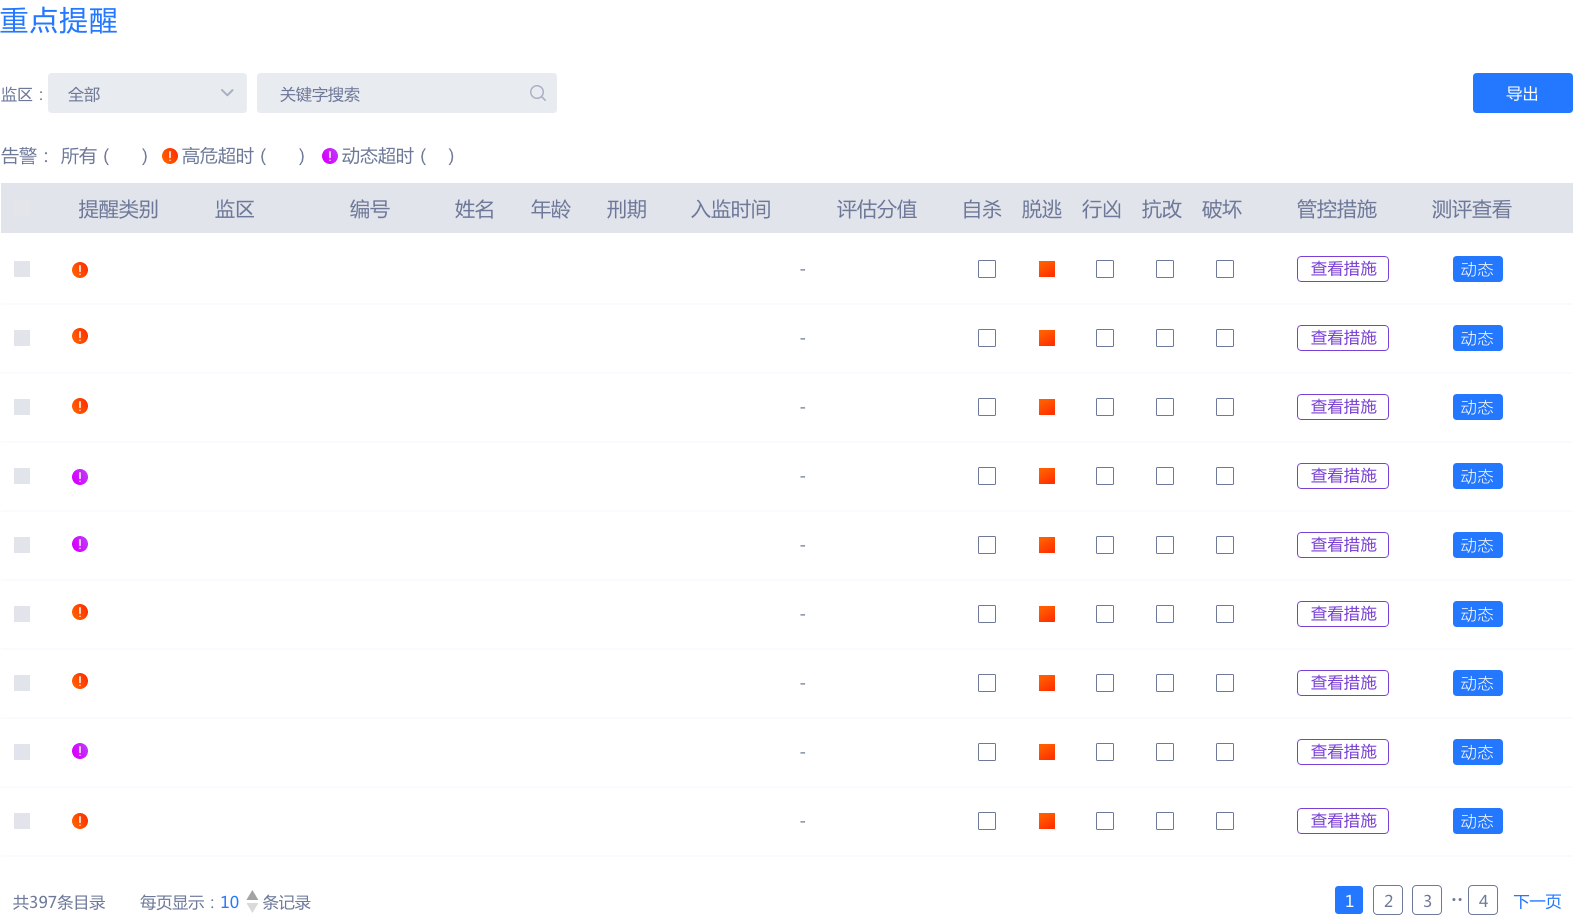 重点提醒
监区：全部 关键字搜索 导出
告警： 所有 ( ) 高危超时 ( ) 动态超时 ( )
提醒类别 监区 编号 姓名 年龄 刑期 入监时间 评估分值 自杀 脱逃 行凶 抗改 破坏 管控措施 测评查看
- 查看措施 动态
- 查看措施 动态
- 查看措施 动态
- 查看措施 动态
- 查看措施 动态
- 查看措施 动态
- 查看措施 动态
- 查看措施 动态
- 查看措施 动态
共397条目录 每页显示：10 条记录 1 2 3 ·· 4 下一页